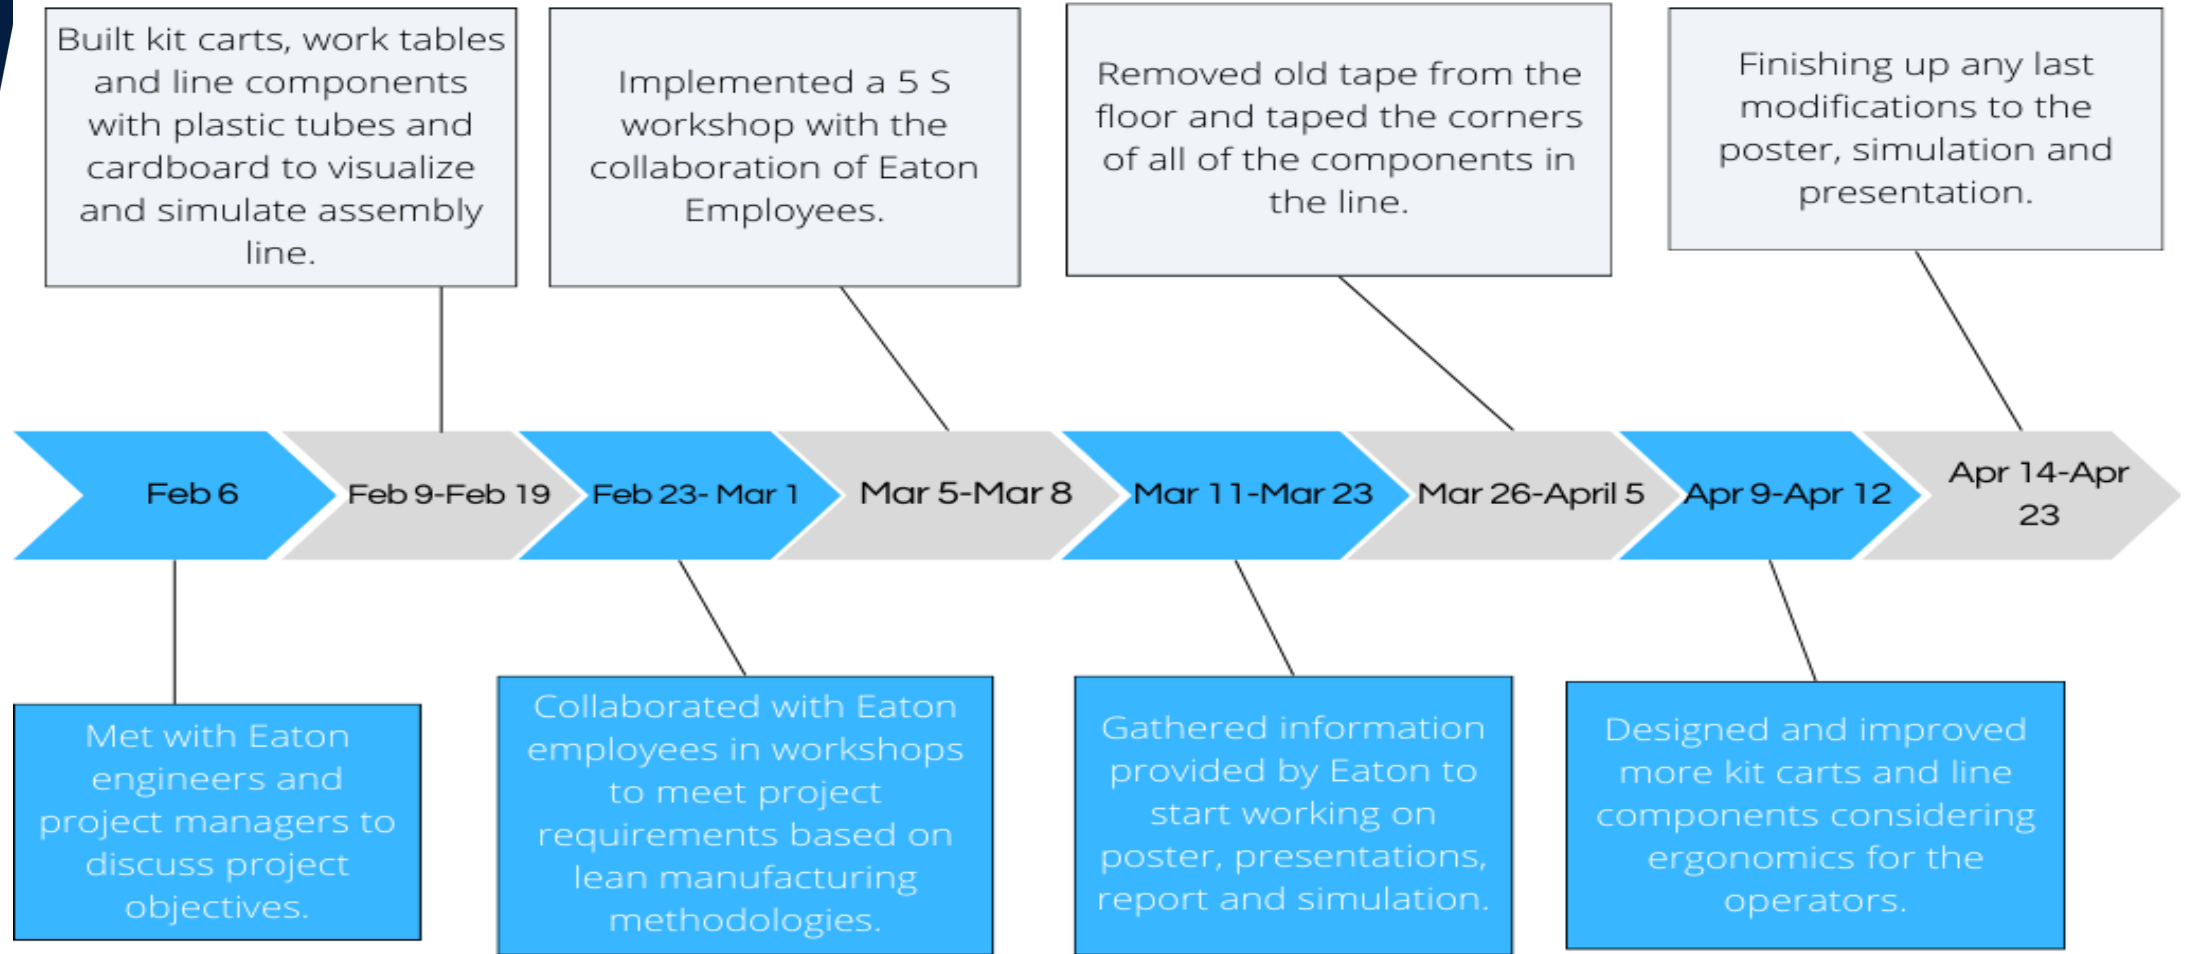 Built kit carts, work tables
and line components
with plastic tubes and
cardboard to visualize
and simulate assembly
line.
Implemented a 5 S
workshop with the
collaboration of Eaton
Employees.
Removed old tape from the
floor and taped the corners
of all of the components in
the line.
Finishing up any last
modifications to the
poster, simulation and
presentation.
Feb 6
Feb 9-Feb 19
Feb 23- Mar 1
Mar 5-Mar 8
Mar 11-Mar 23
Mar 26-April 5
Apr 9-Apr 12
Apr 14-Apr
23
Met with Eaton
engineers and
project managers to
discuss project
objectives.
Collaborated with Eaton
employees in workshops
to meet project
requirements based on
lean manufacturing
methodologies.
Gathered information
provided by Eaton to
start working on
poster, presentations,
report and simulation.
Designed and improved
more kit carts and line
components considering
ergonomics for the
operators.